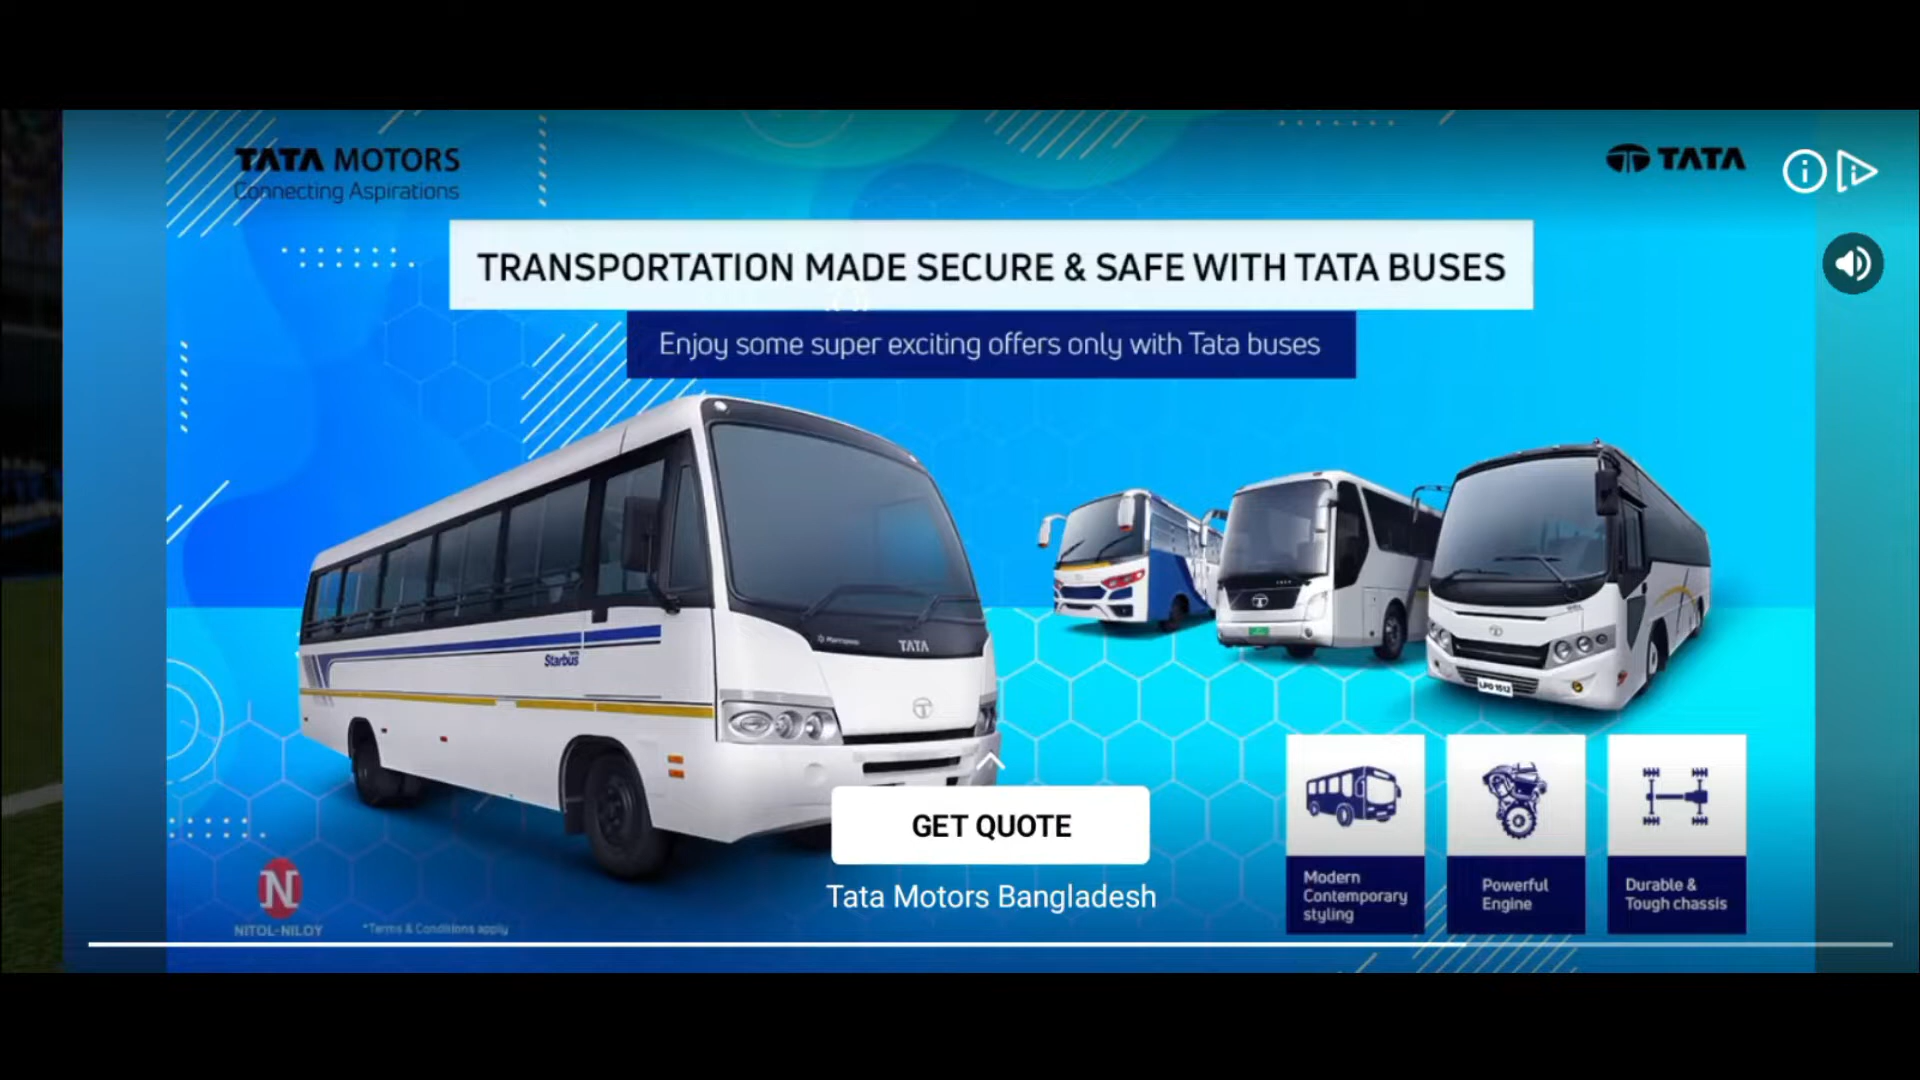 TATA MOTORS
Connecting Aspirations
TATA
TRANSPORTATION MADE SECURE & SAFE WITH TATA BUSES
Enjoy some super exciting offers only with Tata buses
Starbus
TATA
LPO 1512
GET QUOTE
Tata Motors Bangladesh
Modern
Contemporary
styling
Powerful
Engine
Durable &
Tough chassis
N
NITOL-NILOY
*Terms & Conditions apply